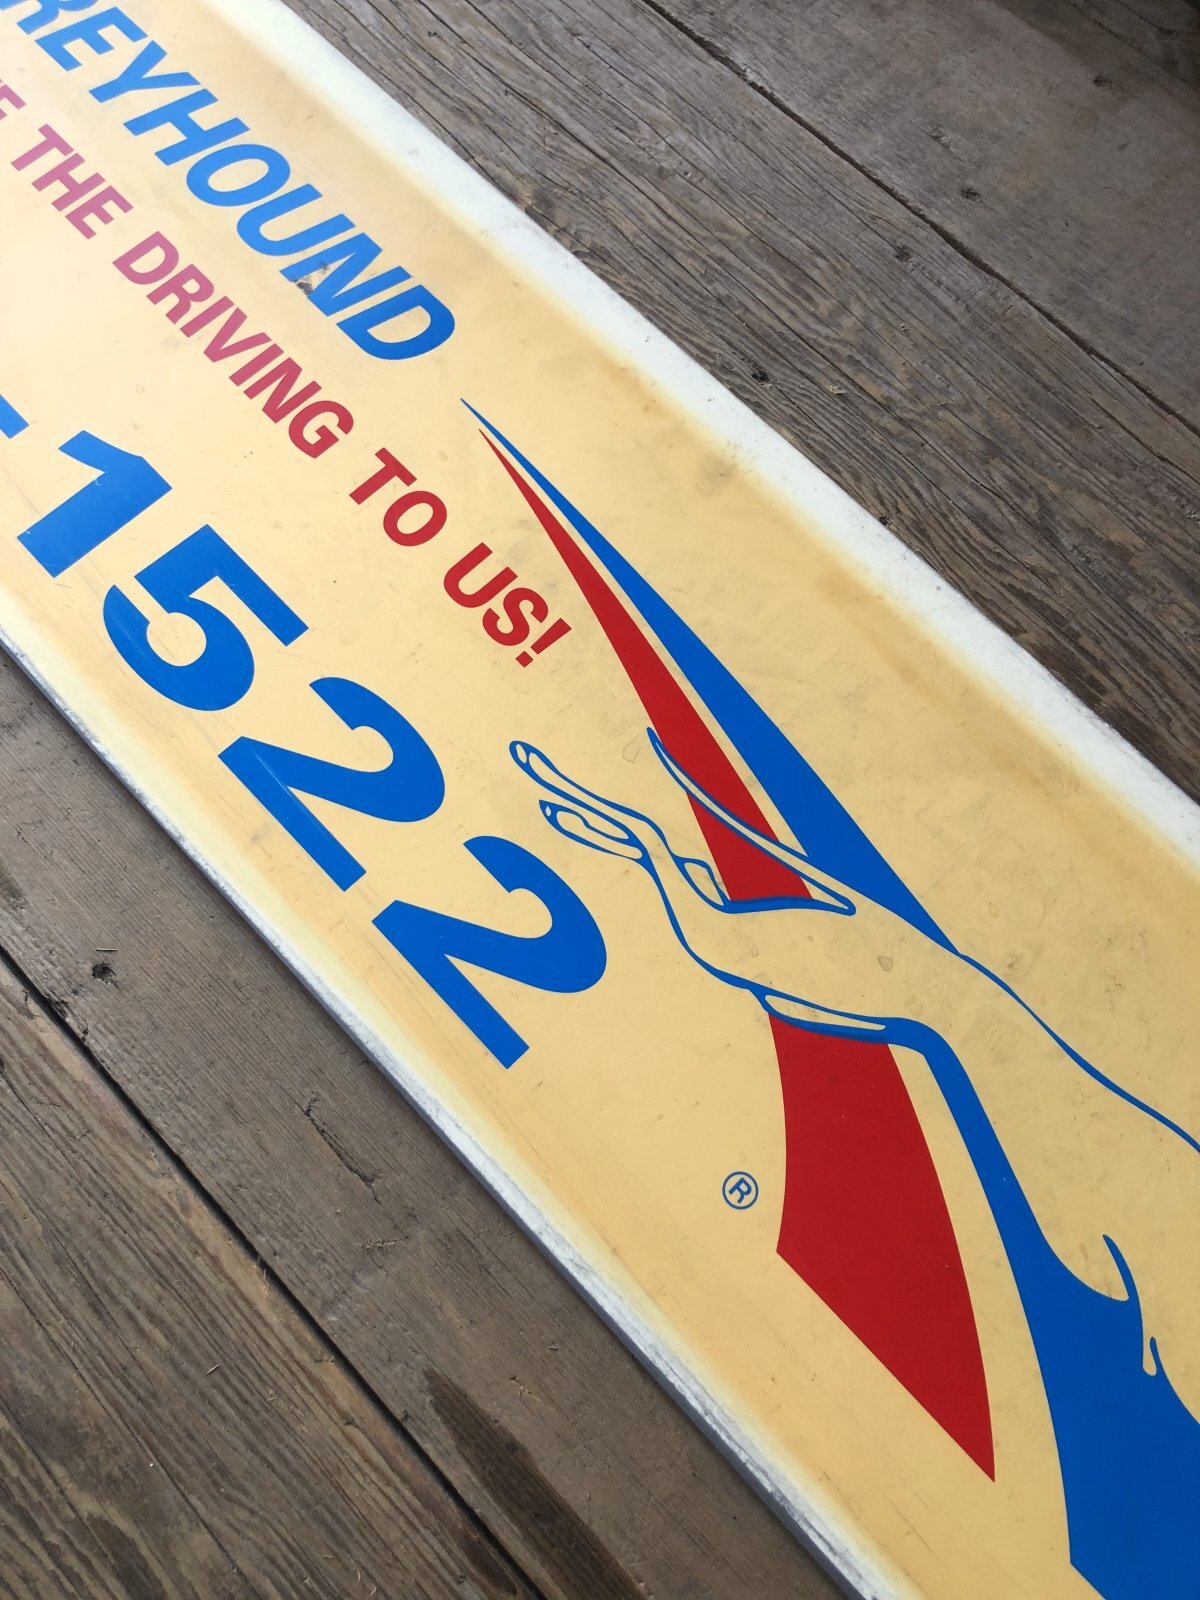 REYHOUND
E THE DRIVING TO US!
-1522
®